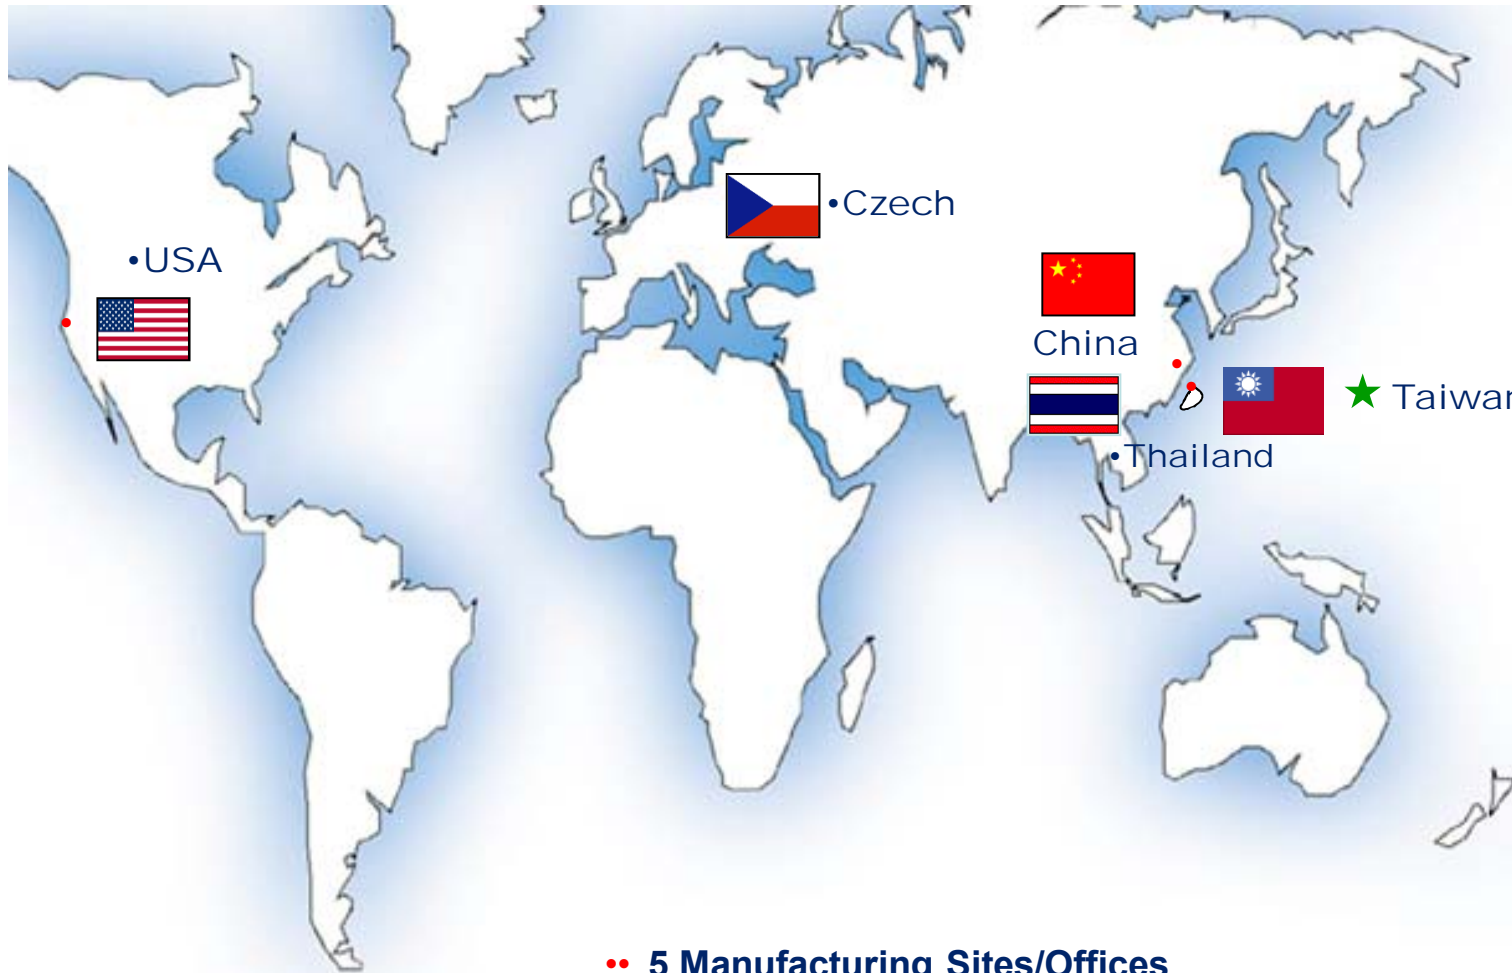 •Czech
•USA
China
Taiwan
•Thailand
•• 5 Manufacturing Sites/Offices